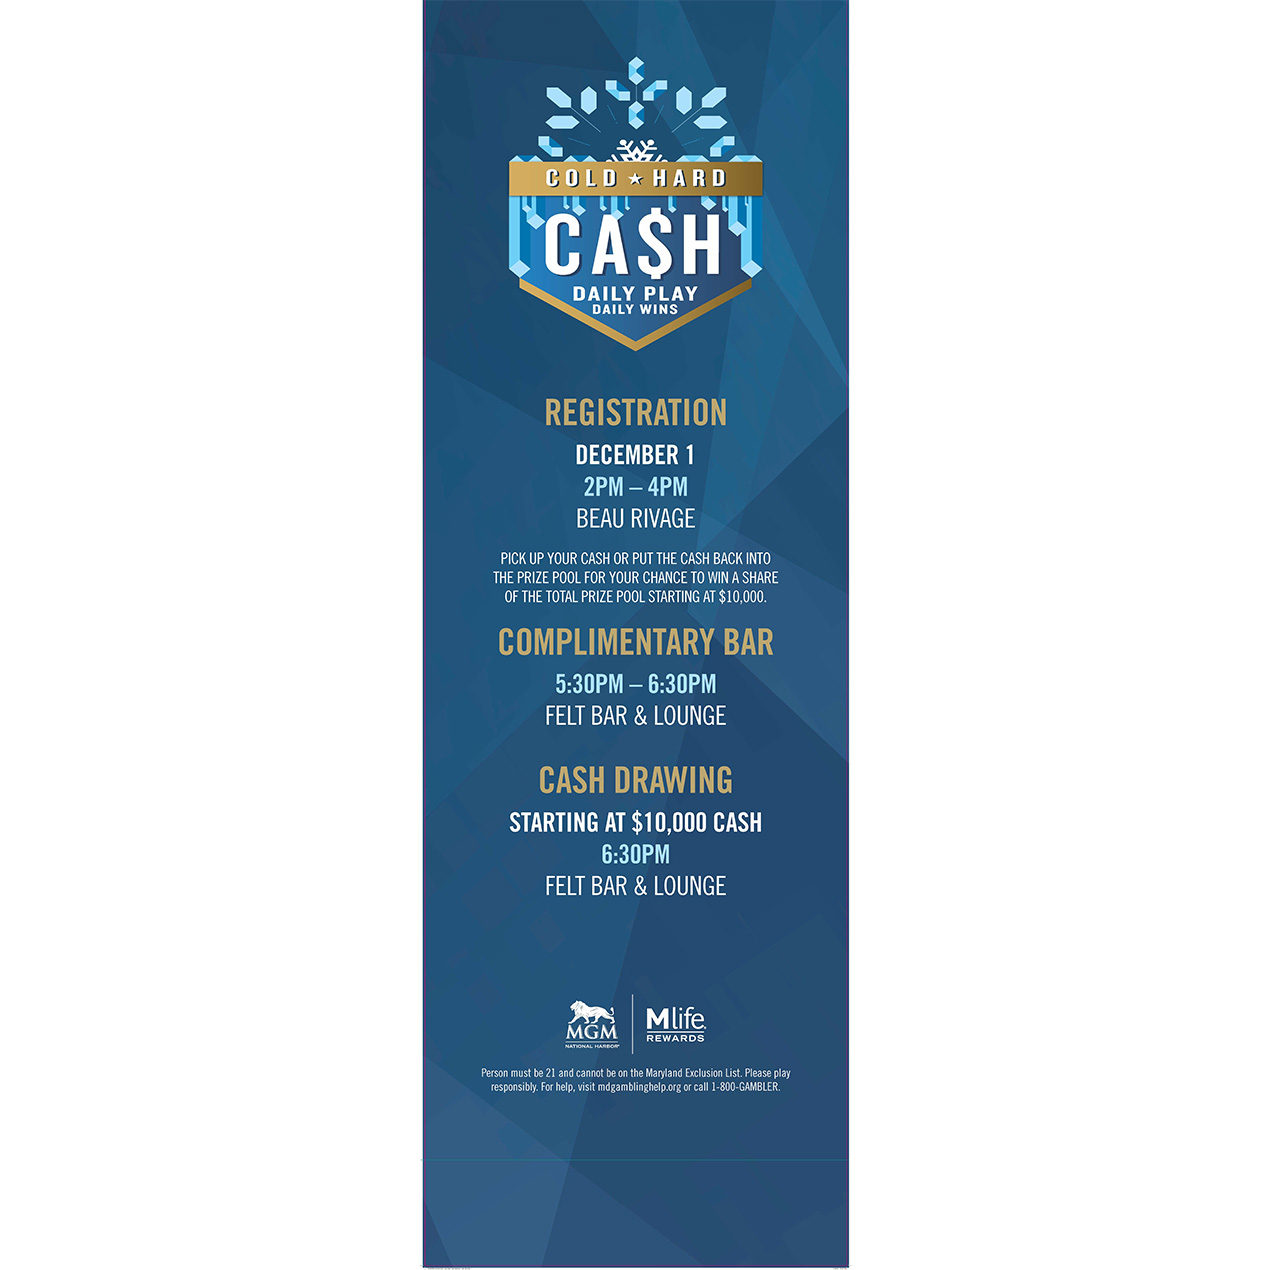 COLD ★ HARD
CA$H
DAILY PLAY
DAILY WINS
REGISTRATION
DECEMBER 1
2PM – 4PM
BEAU RIVAGE
PICK UP YOUR CASH OR PUT THE CASH BACK INTO
THE PRIZE POOL FOR YOUR CHANCE TO WIN A SHARE
OF THE TOTAL PRIZE POOL STARTING AT $10,000.
COMPLIMENTARY BAR
5:30PM – 6:30PM
FELT BAR & LOUNGE
CASH DRAWING
STARTING AT $10,000 CASH
6:30PM
FELT BAR & LOUNGE
MGM
NATIONAL HARBOR®
Mlife
REWARDS
Person must be 21 and cannot be on the Maryland Exclusion List. Please play
responsibly. For help, visit mdgamblinghelp.org or call 1-800-GAMBLER.